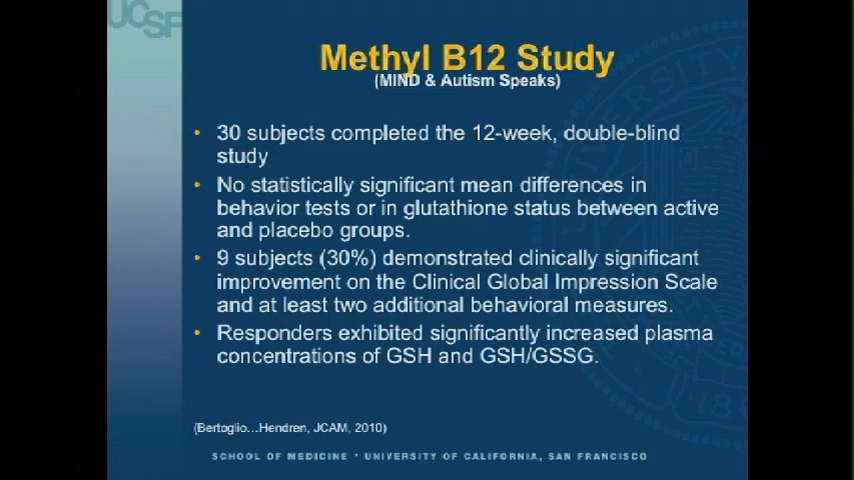 UCSF
Methyl B12 Study
(MIND & Autism Speaks)
• 30 subjects completed the 12-week, double-blind
study
• No statistically significant mean differences in
behavior tests or in glutathione status between active
and placebo groups.
• 9 subjects (30%) demonstrated clinically significant
improvement on the Clinical Global Impression Scale
and at least two additional behavioral measures.
• Responders exhibited significantly increased plasma
concentrations of GSH and GSH/GSSG.
(Bertoglio...Hendren, JCAM, 2010)
SCHOOL OF MEDICINE • UNIVERSITY OF CALIFORNIA, SAN FRANCISCO